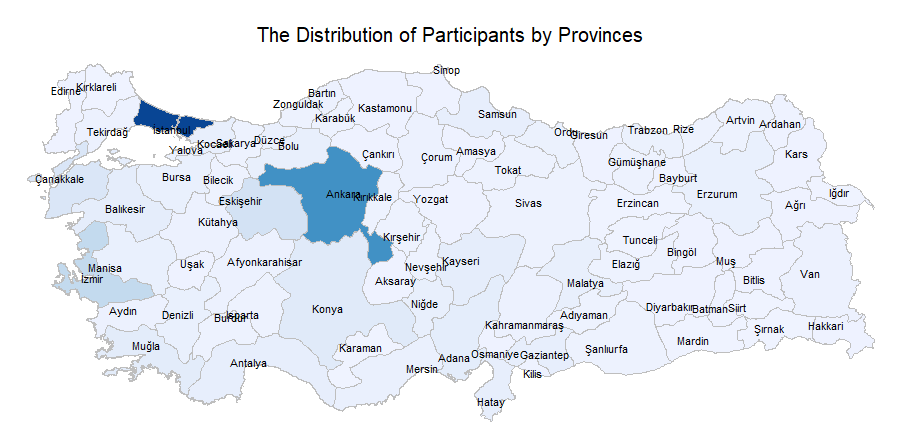 The Distribution of Participants by Provinces
Sinop
Edirne
Kırklareli
Bartın
Zonguldak
Kastamonu
Karabük
Samsun
Artvin
Ardahan
Tekirdağ
İstanbul
Kocaeli
Sakarya
Düzce
Bolu
Yalova
Çankırı
Çorum
Amasya
Ordu
Giresun
Trabzon
Rize
Kars
Tokat
Gümüşhane
Bayburt
Çanakkale
Bursa
Bilecik
Eskişehir
Ankara
Kırıkkale
Yozgat
Sivas
Erzincan
Erzurum
Iğdır
Ağrı
Balıkesir
Kütahya
Kırşehir
Tunceli
Bingöl
Muş
Manisa
İzmir
Uşak
Afyonkarahisar
Nevşehir
Kayseri
Elazığ
Malatya
Bitlis
Van
Aksaray
Niğde
Konya
Aydın
Denizli
Burdur
Isparta
Kahramanmaraş
Adıyaman
Diyarbakır
Batman
Siirt
Şırnak
Hakkari
Muğla
Antalya
Karaman
Mersin
Adana
Osmaniye
Gaziantep
Kilis
Şanlıurfa
Mardin
Hatay